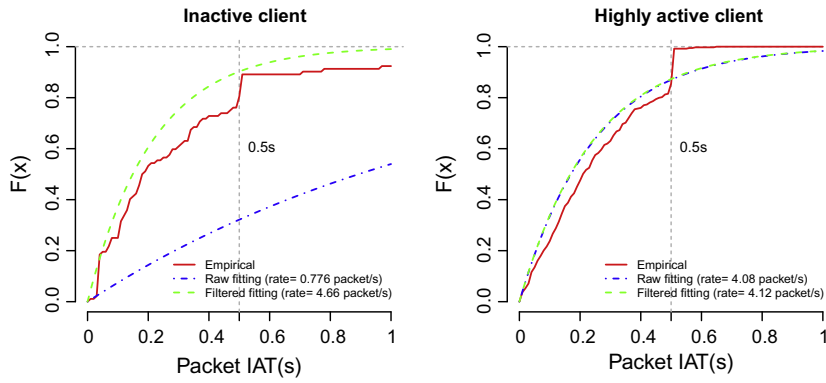 Inactive client
F(x)
1.0
0.8
0.6
0.4
0.2
0.0
0.5s
Empirical
Raw fitting (rate= 0.776 packet/s)
Filtered fitting (rate= 4.66 packet/s)
0
0.2
0.4
0.6
0.8
1
Packet IAT(s)
Highly active client
F(x)
1.0
0.8
0.6
0.4
0.2
0.0
0.5s
Empirical
Raw fitting (rate= 4.08 packet/s)
Filtered fitting (rate= 4.12 packet/s)
0
0.2
0.4
0.6
0.8
1
Packet IAT(s)